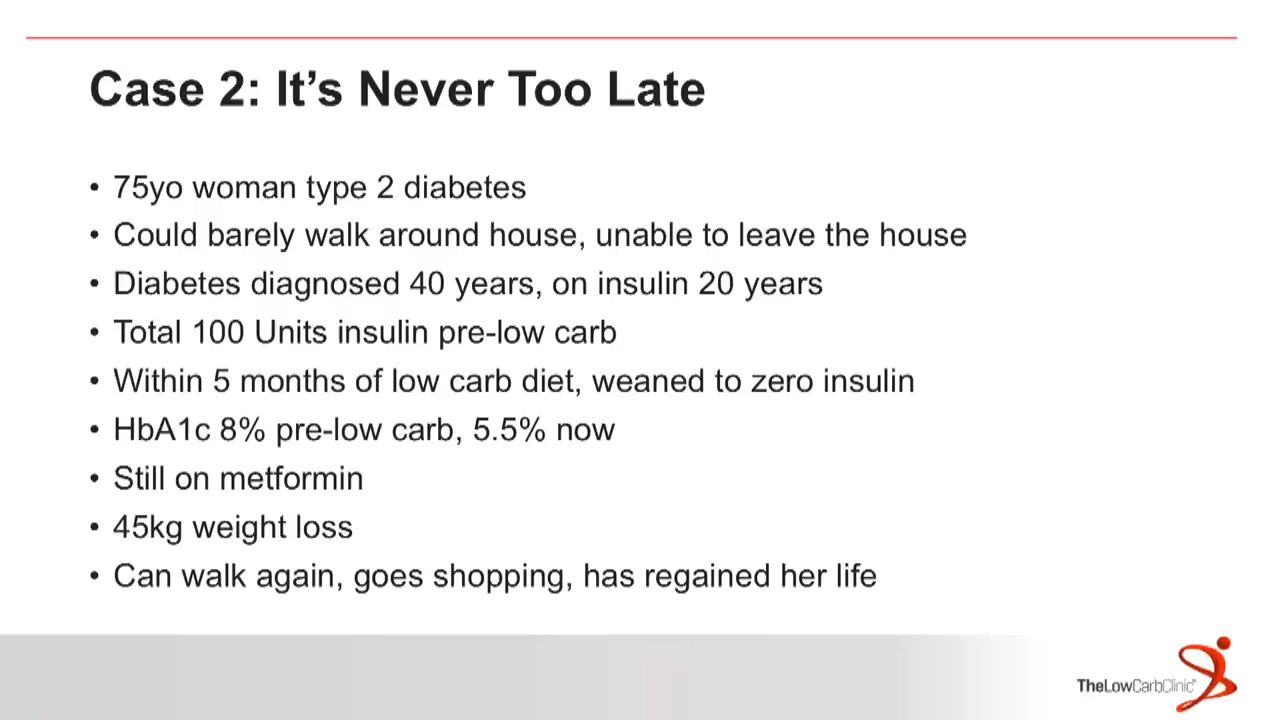 Case 2: It's Never Too Late
• 75yo woman type 2 diabetes
• Could barely walk around house, unable to leave the house
• Diabetes diagnosed 40 years, on insulin 20 years
• Total 100 Units insulin pre-low carb
• Within 5 months of low carb diet, weaned to zero insulin
• HbA1c 8% pre-low carb, 5.5% now
• Still on metformin
• 45kg weight loss
• Can walk again, goes shopping, has regained her life
TheLowCarbClinic